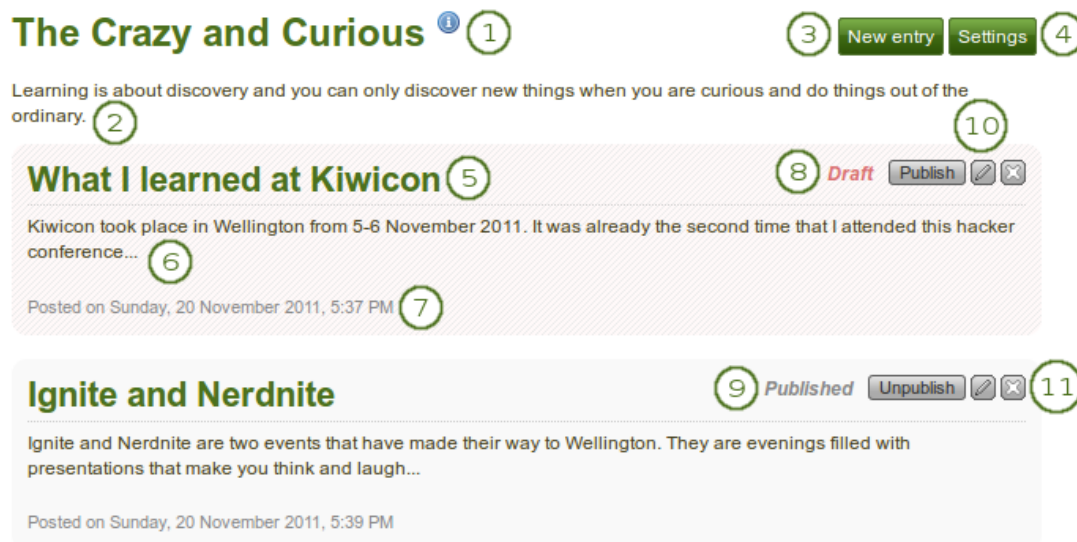 The Crazy and Curious i 1
3 New entry Settings 4
Learning is about discovery and you can only discover new things when you are curious and do things out of the
ordinary. 2
10
What I learned at Kiwicon 5
8 Draft Publish
Kiwicon took place in Wellington from 5-6 November 2011. It was already the second time that I attended this hacker
conference... 6
Posted on Sunday, 20 November 2011, 5:37 PM 7
Ignite and Nerdnite
9 Published Unpublish 11
Ignite and Nerdnite are two events that have made their way to Wellington. They are evenings filled with
presentations that make you think and laugh...
Posted on Sunday, 20 November 2011, 5:39 PM